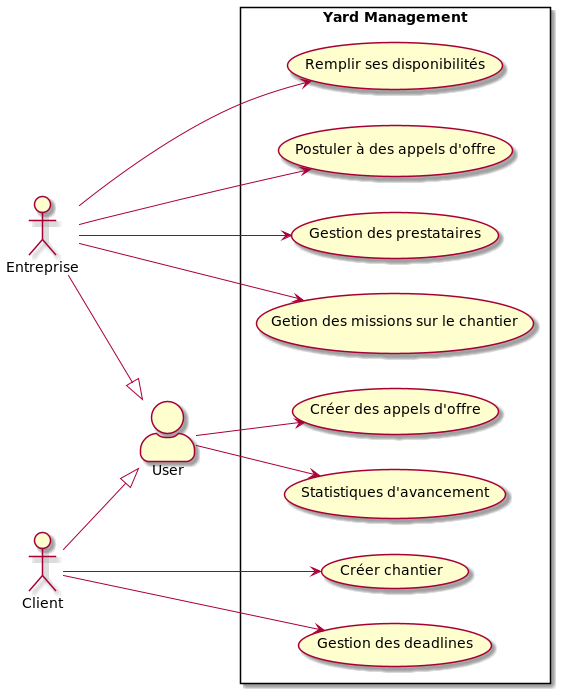 Yard Management
Remplir ses disponibilités
Postuler à des appels d'offre
Gestion des prestataires
Entreprise
Getion des missions sur le chantier
Créer des appels d'offre
User
Statistiques d'avancement
Créer chantier
Client
Gestion des deadlines